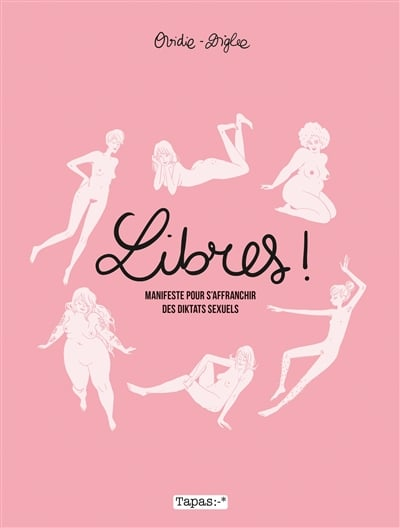 Ovidie - Diglee
Libres !
MANIFESTE POUR S'AFFRANCHIR
DES DIKTATS SEXUELS
Tapas:-*